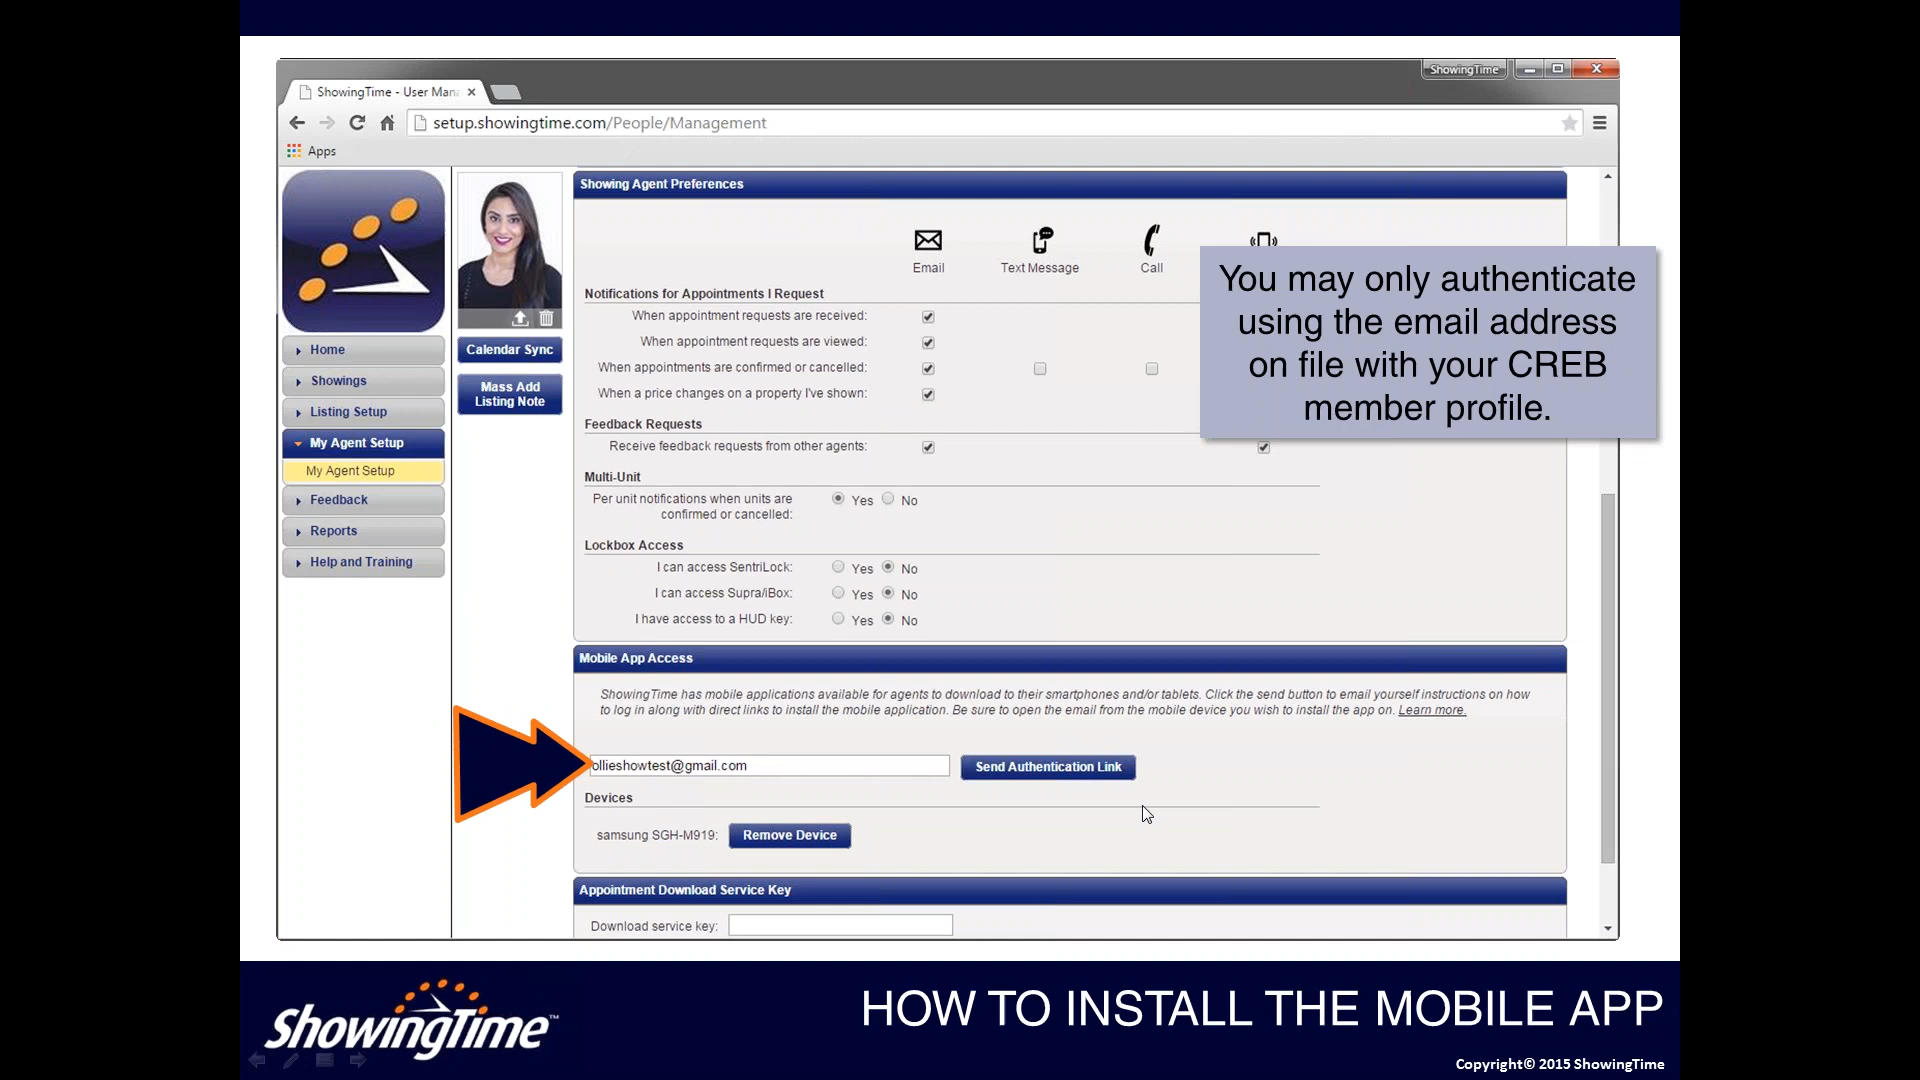 ShowingTime
ShowingTime - User Man
setup.showingtime.com/People/Management
Apps
Showing Agent Preferences
Email
Text Message
Call
You may only authenticate
using the email address
on file with your CREB
member profile.
Notifications for Appointments I Request
When appointment requests are received:
When appointment requests are viewed:
When appointments are confirmed or cancelled:
When a price changes on a property I've shown:
Feedback Requests
Receive feedback requests from other agents:
Multi-Unit
Per unit notifications when units are
confirmed or cancelled:
Yes No
Lockbox Access
I can access SentriLock: Yes No
I can access Supra/iBox: Yes No
I have access to a HUD key: Yes No
Calendar Sync
Mass Add
Listing Note
Home
Showings
Listing Setup
My Agent Setup
My Agent Setup
Feedback
Reports
Help and Training
Mobile App Access
ShowingTime has mobile applications available for agents to download to their smartphones and/or tablets. Click the send button to email yourself instructions on how
to log in along with direct links to install the mobile application. Be sure to open the email from the mobile device you wish to install the app on. Learn more.
ollieshowtest@gmail.com
Send Authentication Link
Devices
samsung SGH-M919: Remove Device
Appointment Download Service Key
Download service key:
ShowingTime™
HOW TO INSTALL THE MOBILE APP
Copyright© 2015 ShowingTime